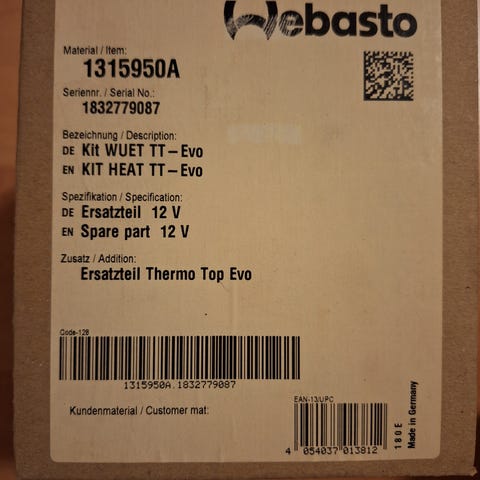 Webasto
Material / Item:
1315950A
Seriennr. / Serial No.:
1832779087
Bezeichnung / Description:
DE Kit WUET TT-Evo
EN KIT HEAT TT-Evo
Spezifikation / Specification:
DE Ersatzteil 12 V
EN Spare part 12 V
Zusatz / Addition:
Ersatzteil Thermo Top Evo
Code-128
1315950A.1832779087
Kundenmaterial / Customer mat:
EAN-13/UPC
4 054037 013812
180E
Made in Germany